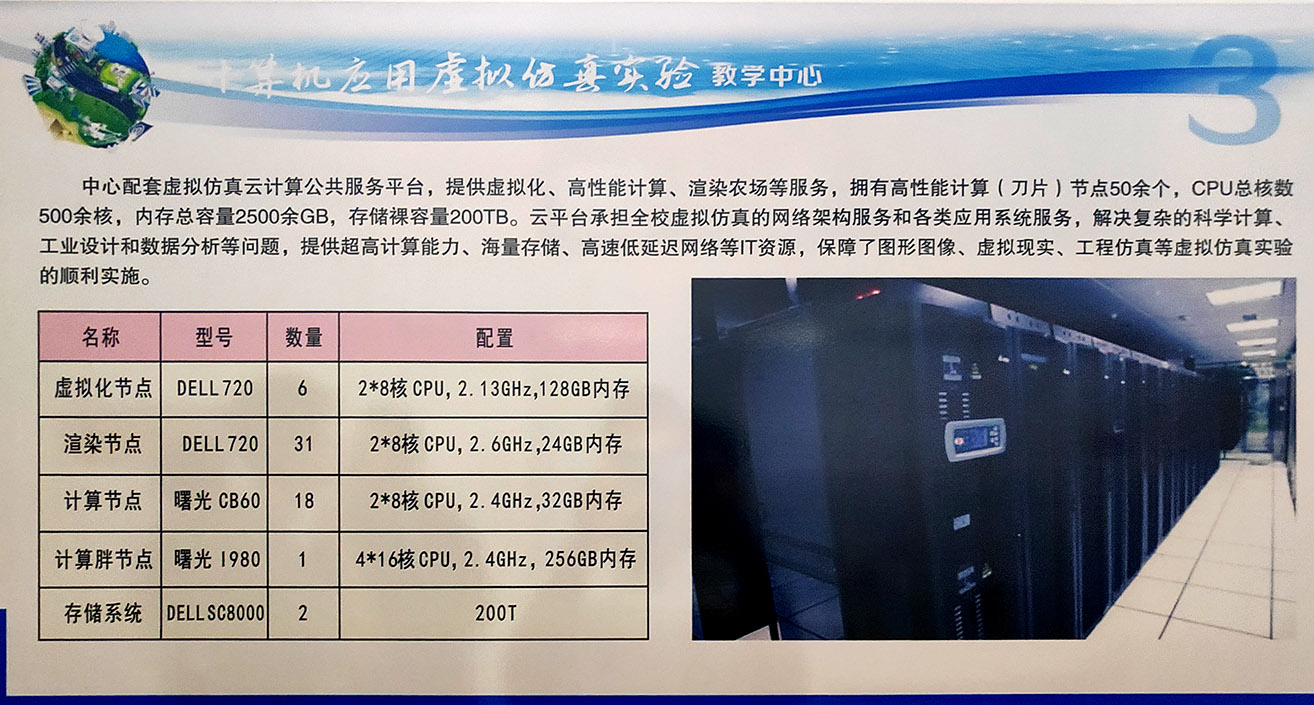 计算机应用虚拟仿真实验 教学中心
3
中心配套虚拟仿真云计算公共服务平台，提供虚拟化、高性能计算、渲染农场等服务，拥有高性能计算（刀片）节点50余个，CPU总核数
500余核，内存总容量2500余GB，存储裸容量200TB。云平台承担全校虚拟仿真的网络架构服务和各类应用系统服务，解决复杂的科学计算、
工业设计和数据分析等问题，提供超高计算能力、海量存储、高速低延迟网络等IT资源，保障了图形图像、虚拟现实、工程仿真等虚拟仿真实验
的顺利实施。
名称 型号 数量 配置
虚拟化节点 DELL720 6 2*8核CPU, 2.13GHz,128GB内存
渲染节点 DELL720 31 2*8核CPU, 2.6GHz,24GB内存
计算节点 曙光 CB60 18 2*8核CPU, 2.4GHz,32GB内存
计算胖节点 曙光 I980 1 4*16核CPU, 2.4GHz, 256GB内存
存储系统 DELLSC8000 2 200T